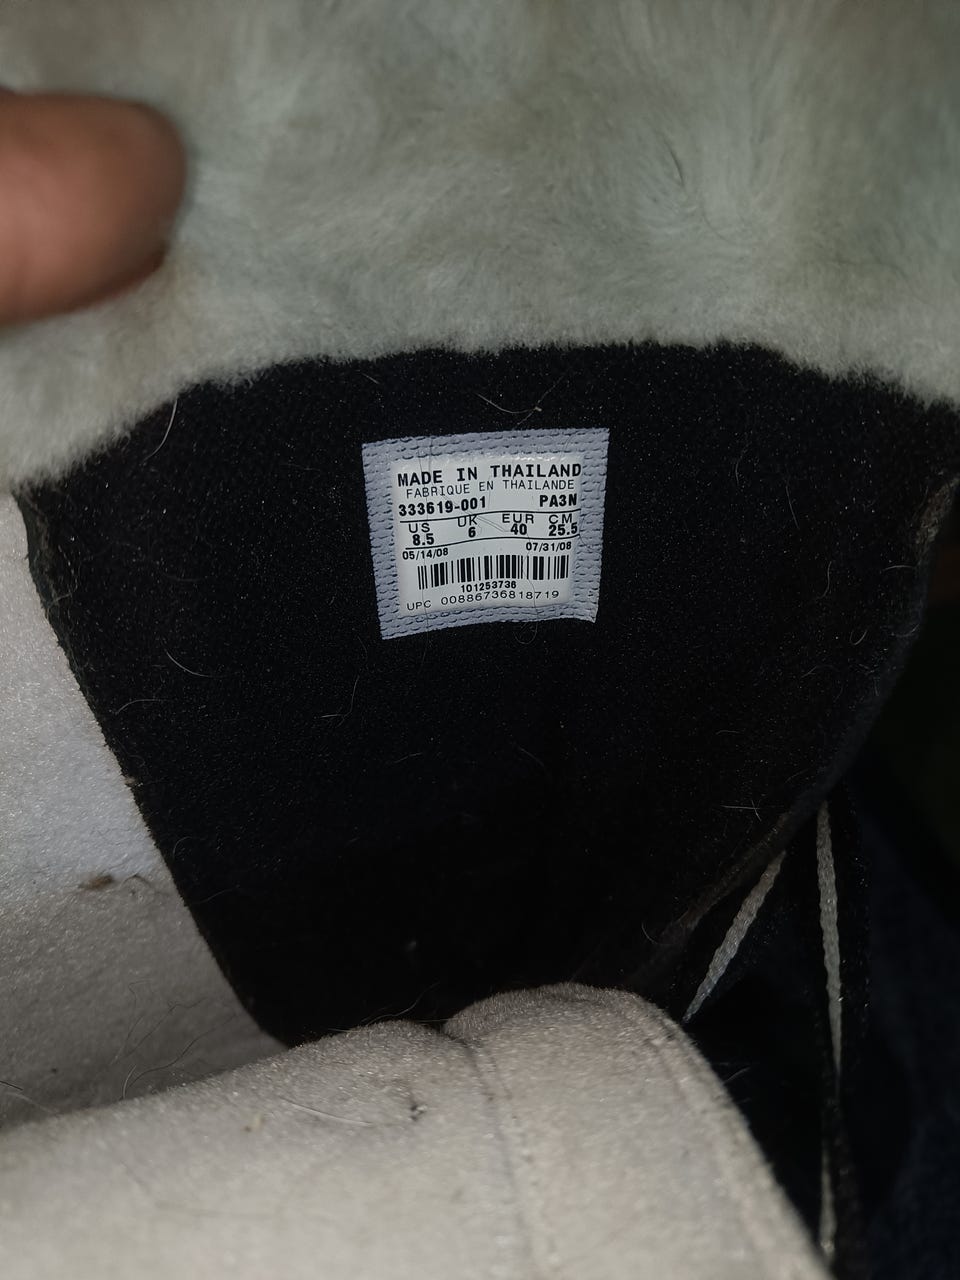 MADE IN THAILAND
FABRIQUE EN THAILANDE
333619-001 PA3N
US UK EUR CM
8.5 6 40 25.5
05/14/08 07/31/08
101253736
UPC 00886736818719